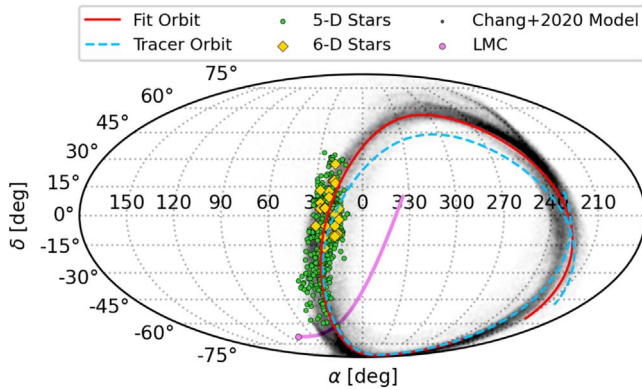 Fit Orbit 5-D Stars Chang+2020 Model
Tracer Orbit 6-D Stars LMC
75°
60°
45°
30°
15°
0°
-15°
-30°
-45°
-60°
-75°
150 120 90 60 30 0 330 300 270 240 210
δ [deg]
α [deg]